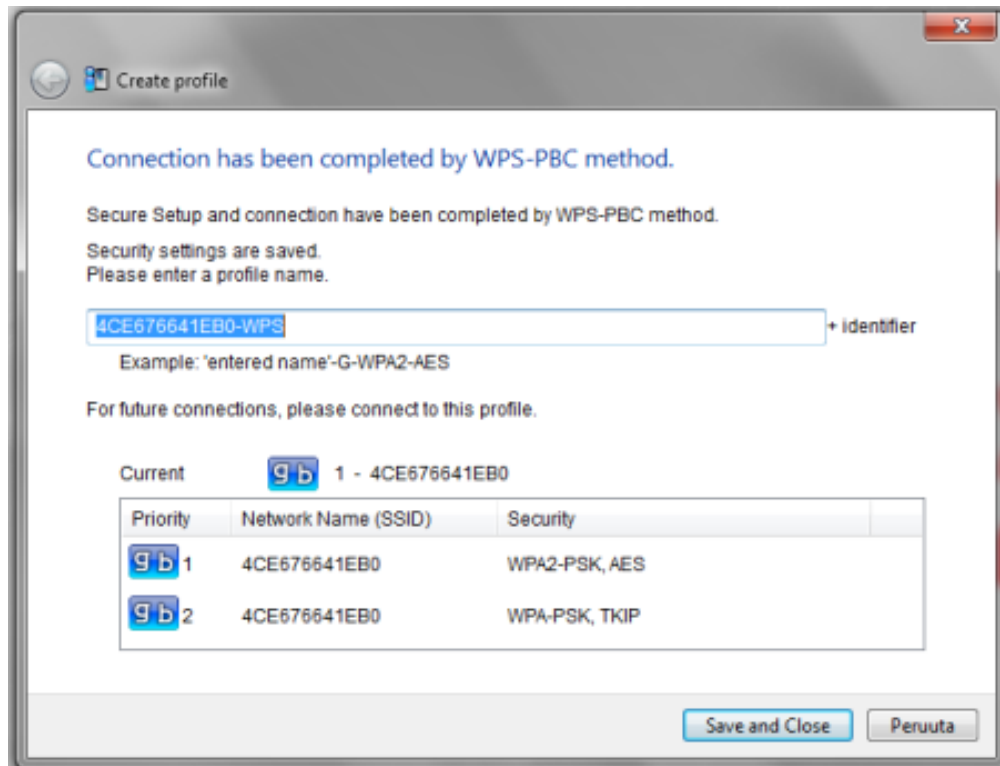 Create profile
Connection has been completed by WPS-PBC method.
Secure Setup and connection have been completed by WPS-PBC method.
Security settings are saved.
Please enter a profile name.
4CE676641EB0-WPS + identifier
Example: 'entered name'-G-WPA2-AES
For future connections, please connect to this profile.
Current g b 1 - 4CE676641EB0
Priority Network Name (SSID) Security
g b 1 4CE676641EB0 WPA2-PSK, AES
g b 2 4CE676641EB0 WPA-PSK, TKIP
Save and Close Peruuta